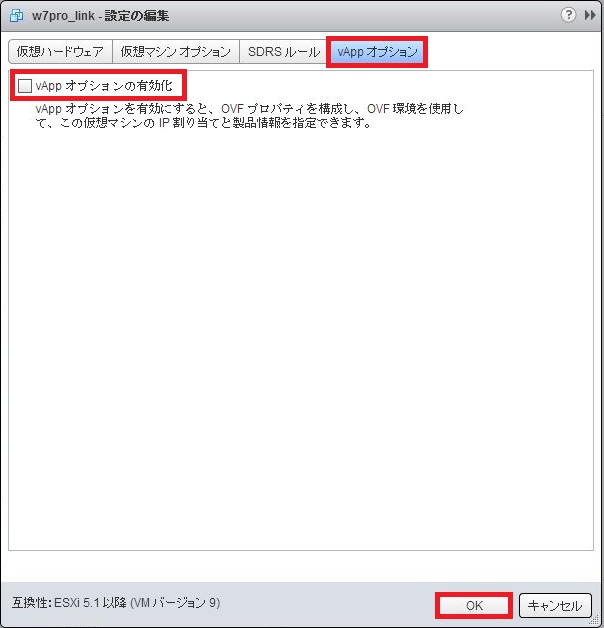 w7pro_link - 設定の編集
?
仮想ハードウェア 仮想マシン オプション SDRS ルール vApp オプション
vApp オプションの有効化
vApp オプションを有効にすると、OVF プロパティを構成し、OVF 環境を使用し
て、この仮想マシンの IP 割り当てと製品情報を指定できます。
互換性: ESXi 5.1 以降 (VM バージョン 9)
OK キャンセル